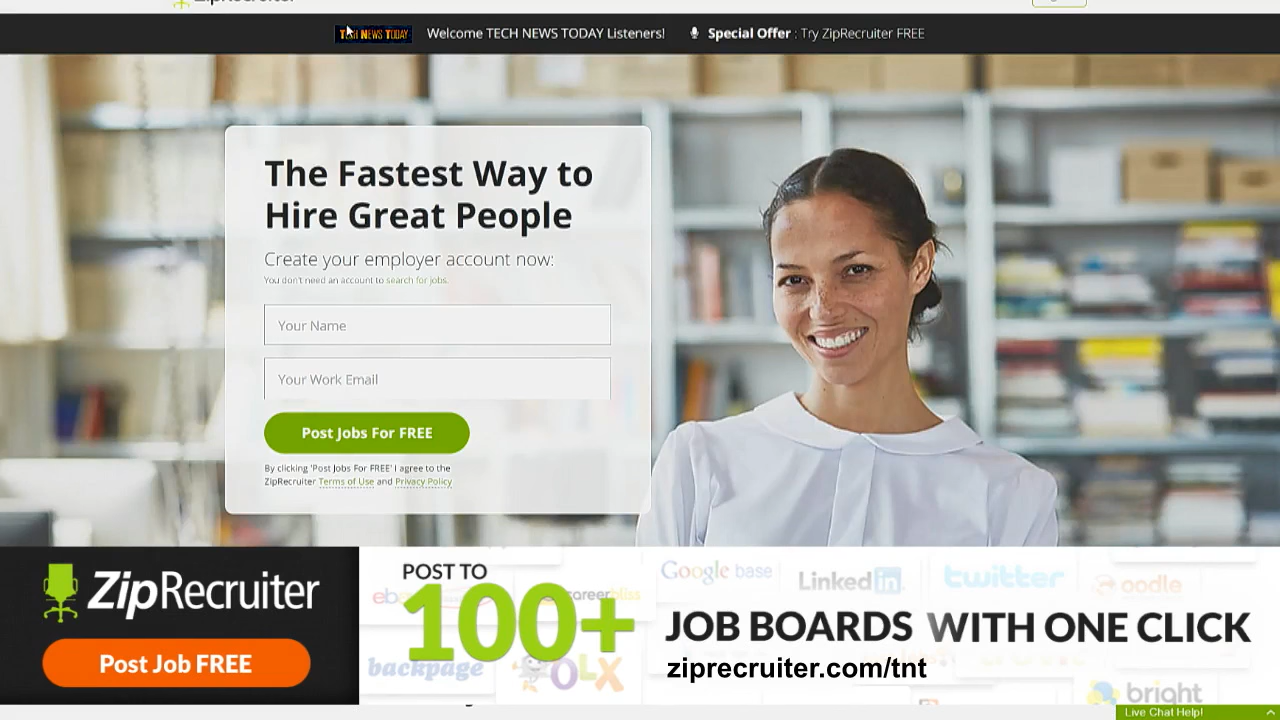 ZipRecruiter
TECH NEWS TODAY
Welcome TECH NEWS TODAY Listeners!
Special Offer : Try ZipRecruiter FREE
The Fastest Way to
Hire Great People
Create your employer account now:
You don't need an account to search for jobs.
Your Name
Your Work Email
Post Jobs For FREE
By clicking 'Post Jobs For FREE' I agree to the
ZipRecruiter Terms of Use and Privacy Policy
ZipRecruiter
Post Job FREE
POST TO
100+
JOB BOARDS WITH ONE CLICK
ziprecruiter.com/tnt
Google base
LinkedIn
twitter
oodle
backpage
OLX
bright
Live Chat Help!